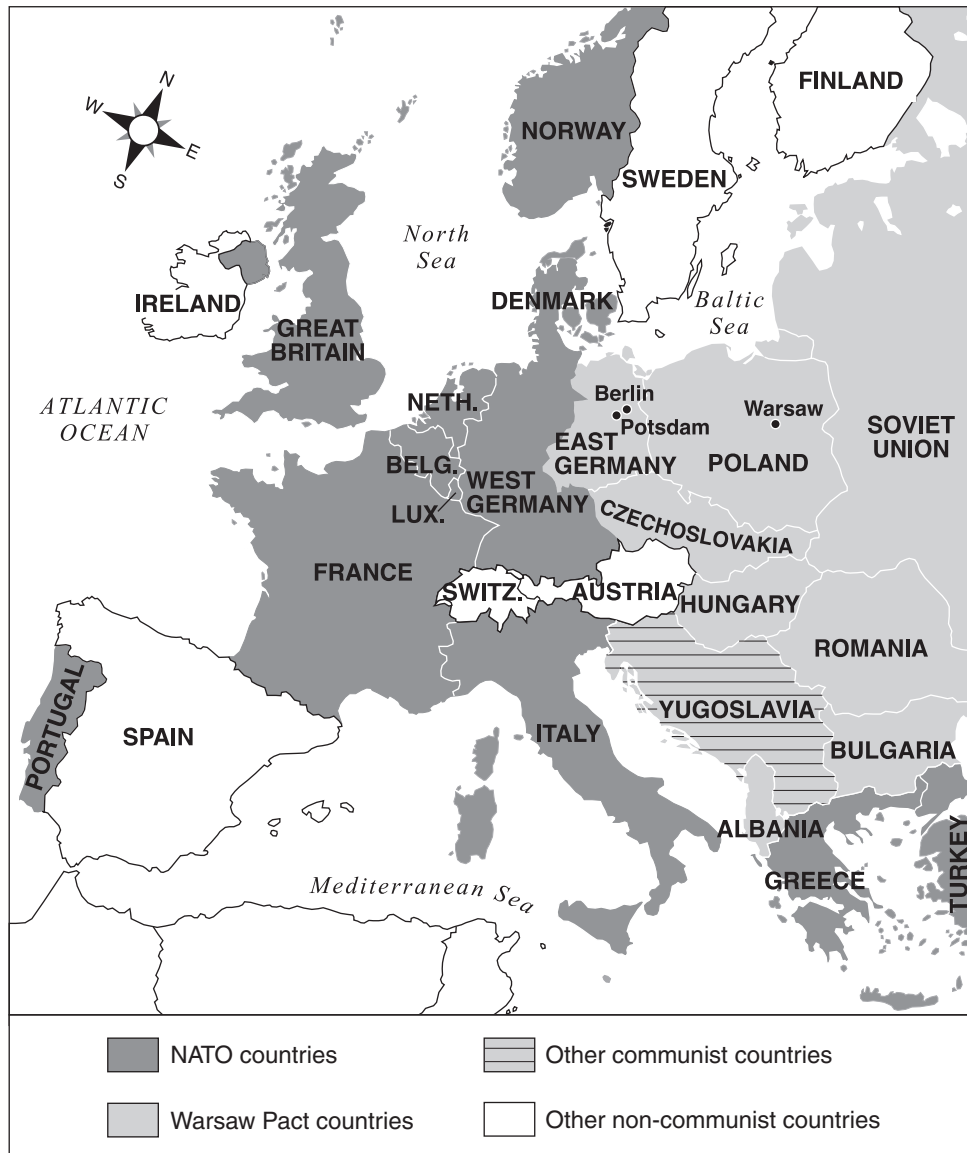 N
W
E
S
FINLAND
NORWAY
SWEDEN
North
Sea
IRELAND
DENMARK
Baltic
Sea
GREAT
BRITAIN
NETH.
Berlin
Potsdam
Warsaw
ATLANTIC
OCEAN
SOVIET
UNION
EAST
GERMANY
POLAND
BELG.
WEST
GERMANY
LUX.
CZECHOSLOVAKIA
FRANCE
SWITZ.
AUSTRIA
HUNGARY
ROMANIA
PORTUGAL
SPAIN
ITALY
YUGOSLAVIA
BULGARIA
ALBANIA
GREECE
TURKEY
Mediterranean Sea
NATO countries
Other communist countries
Warsaw Pact countries
Other non-communist countries